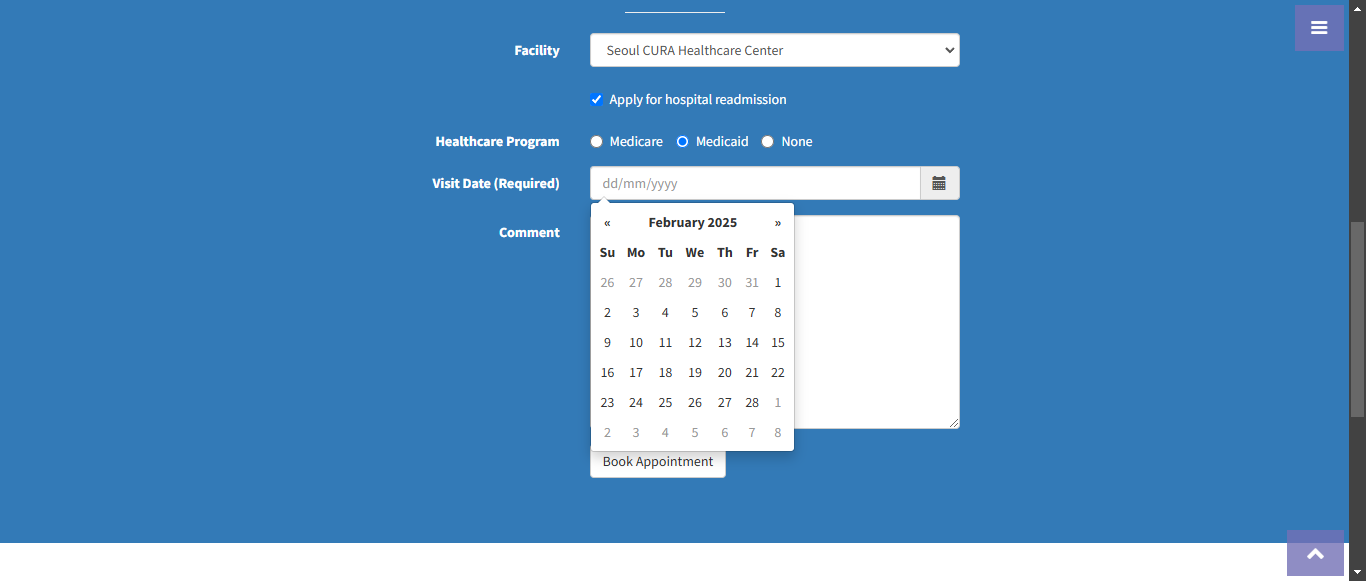 Facility
Seoul CURA Healthcare Center
Apply for hospital readmission
Healthcare Program
Medicare Medicaid None
Visit Date (Required)
dd/mm/yyyy
Comment
« February 2025 »
Su Mo Tu We Th Fr Sa
26 27 28 29 30 31 1
2 3 4 5 6 7 8
9 10 11 12 13 14 15
16 17 18 19 20 21 22
23 24 25 26 27 28 1
2 3 4 5 6 7 8
Book Appointment